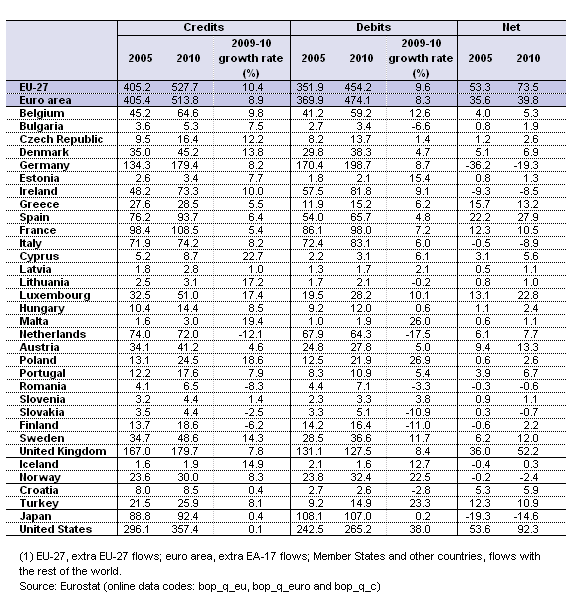 Credits Debits Net
2005 2010 2009-10 growth rate (%) 2005 2010 2009-10 growth rate (%) 2005 2010
EU-27 405.2 527.7 10.4 351.9 454.2 9.6 53.3 73.5
Euro area 405.4 513.8 8.9 369.9 474.1 8.3 35.6 39.8
Belgium 45.2 64.6 9.8 41.2 59.2 12.6 4.0 5.3
Bulgaria 3.6 5.3 7.5 2.7 3.4 -6.6 0.8 1.9
Czech Republic 9.5 16.4 12.2 8.2 13.7 1.4 1.2 2.6
Denmark 35.0 45.2 13.8 29.8 38.3 4.7 5.1 6.9
Germany 134.3 179.4 8.2 170.4 198.7 8.7 -36.2 -19.3
Estonia 2.6 3.4 7.7 1.8 2.1 15.4 0.8 1.3
Ireland 48.2 73.3 10.0 57.5 81.8 9.1 -9.3 -8.5
Greece 27.6 28.5 5.5 11.9 15.2 6.2 15.7 13.2
Spain 76.2 93.7 6.4 54.0 65.7 4.8 22.2 27.9
France 98.4 108.5 5.4 86.1 98.0 7.2 12.3 10.5
Italy 71.9 74.2 8.2 72.4 83.1 6.0 -0.5 -8.9
Cyprus 5.2 8.7 22.7 2.2 3.1 6.1 3.1 5.6
Latvia 1.8 2.8 1.0 1.3 1.7 2.1 0.5 1.1
Lithuania 2.5 3.1 17.2 1.7 2.1 -0.2 0.8 1.0
Luxembourg 32.5 51.0 17.4 19.5 28.2 10.1 13.1 22.8
Hungary 10.4 14.4 8.5 9.2 12.0 0.6 1.1 2.4
Malta 1.6 3.0 19.4 1.0 1.9 26.0 0.6 1.1
Netherlands 74.0 72.0 -12.1 67.9 64.3 -17.5 6.1 7.7
Austria 34.1 41.2 4.6 24.8 27.8 5.0 9.4 13.3
Poland 13.1 24.5 18.6 12.5 21.9 26.9 0.6 2.6
Portugal 12.2 17.6 7.9 8.3 10.9 5.4 3.9 6.7
Romania 4.1 6.5 -8.3 4.4 7.1 -3.3 -0.3 -0.6
Slovenia 3.2 4.4 1.4 2.3 3.3 3.8 0.9 1.1
Slovakia 3.5 4.4 -2.5 3.3 5.1 -10.9 0.3 -0.7
Finland 13.7 18.6 -6.2 14.2 16.4 -11.0 -0.6 2.2
Sweden 34.7 48.6 14.3 28.5 36.6 11.7 6.2 12.0
United Kingdom 167.0 179.7 7.8 131.1 127.5 8.4 36.0 52.2
Iceland 1.6 1.9 14.9 2.1 1.6 12.7 -0.4 0.3
Norway 23.6 30.0 8.3 23.8 32.4 22.5 -0.2 -2.4
Croatia 8.0 8.5 0.4 2.7 2.6 -2.8 5.3 5.9
Turkey 21.5 25.9 8.1 9.2 14.9 23.3 12.3 10.9
Japan 88.8 92.4 0.4 108.1 107.0 0.2 -19.3 -14.6
United States 296.1 357.4 0.1 242.5 265.2 38.0 53.6 92.3
(1) EU-27, extra EU-27 flows; euro area, extra EA-17 flows; Member States and other countries, flows with
the rest of the world.
Source: Eurostat (online data codes: bop_q_eu, bop_q_euro and bop_q_c)